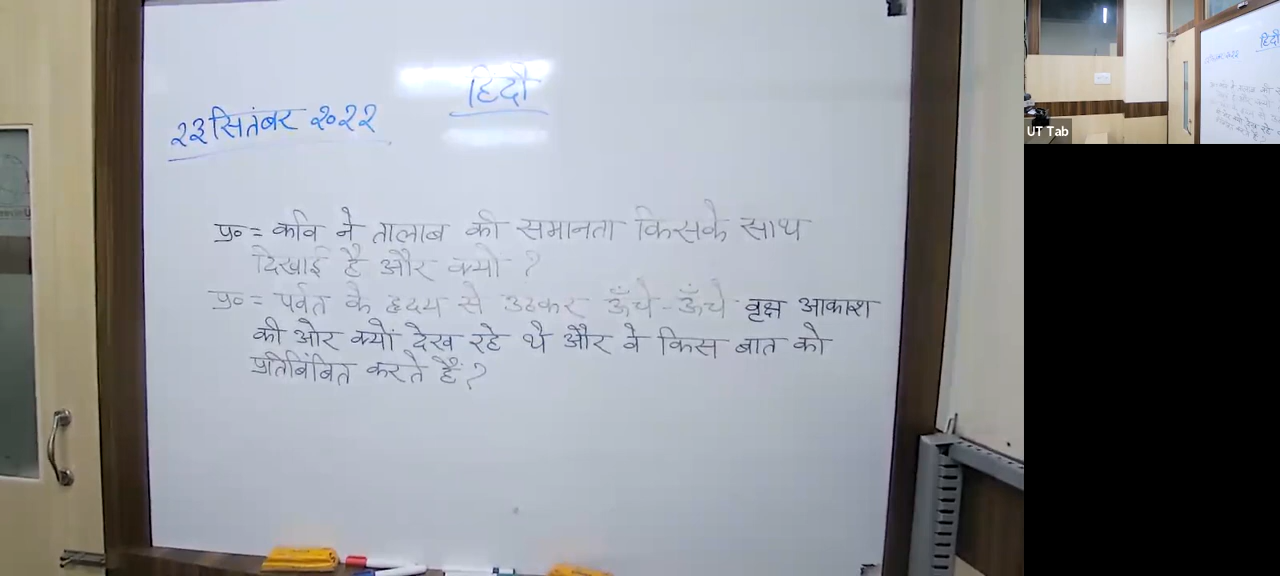 हिंदी
२३ सितंबर २०२२
प्र० = कवि ने तालाब की समानता किसके साथ
दिखाई है और क्यों ?
प्र० = पर्वत के हृदय से उठकर ऊँचे-ऊँचे वृक्ष आकाश
की ओर क्यों देख रहे थे और वे किस बात को
प्रतिबिंबित करते हैं?
UT Tab